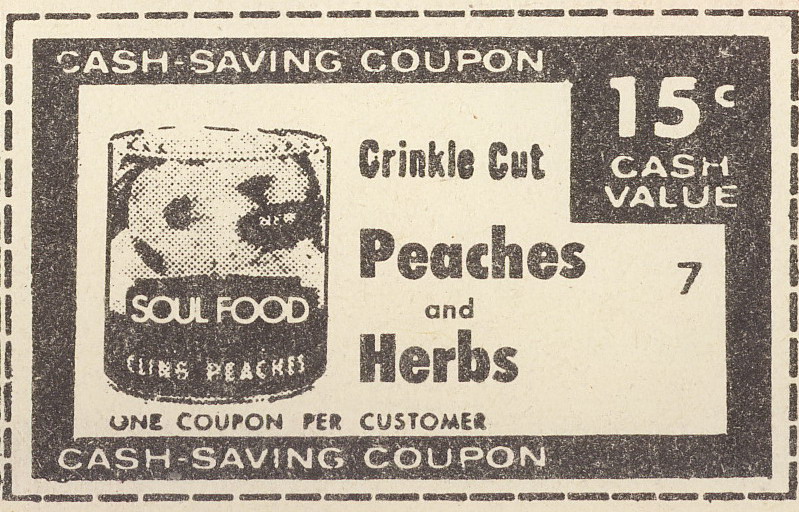 CASH-SAVING COUPON
15¢
CASH
VALUE
Crinkle Cut
Peaches
and
Herbs
7
NEW
SOUL FOOD
CLING PEACHES
ONE COUPON PER CUSTOMER
CASH-SAVING COUPON